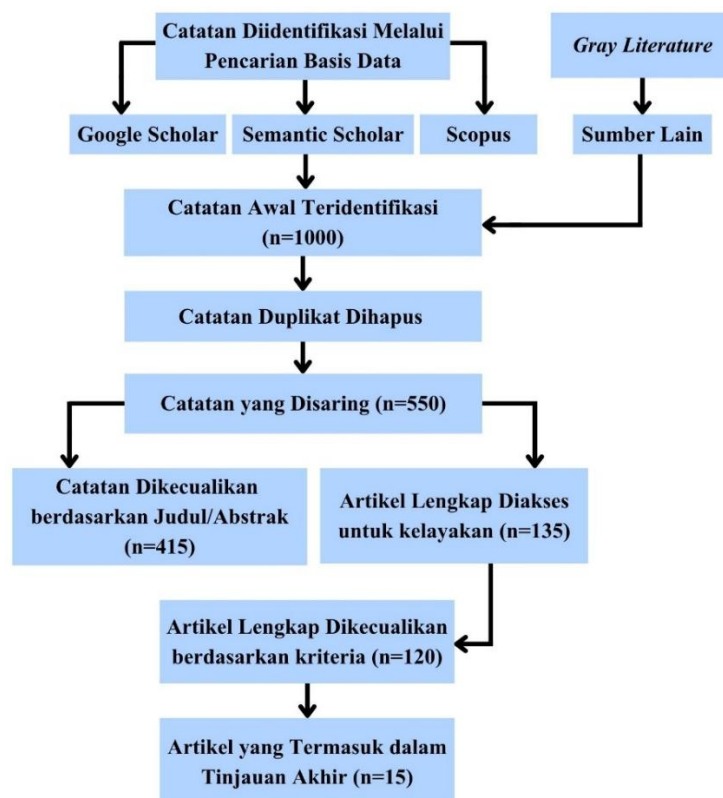 Catatan Diidentifikasi Melalui
Pencarian Basis Data
Gray Literature
Google Scholar
Semantic Scholar
Scopus
Sumber Lain
Catatan Awal Teridentifikasi
(n=1000)
Catatan Duplikat Dihapus
Catatan yang Disaring (n=550)
Catatan Dikecualikan
berdasarkan Judul/Abstrak
(n=415)
Artikel Lengkap Diakses
untuk kelayakan (n=135)
Artikel Lengkap Dikecualikan
berdasarkan kriteria (n=120)
Artikel yang Termasuk dalam
Tinjauan Akhir (n=15)